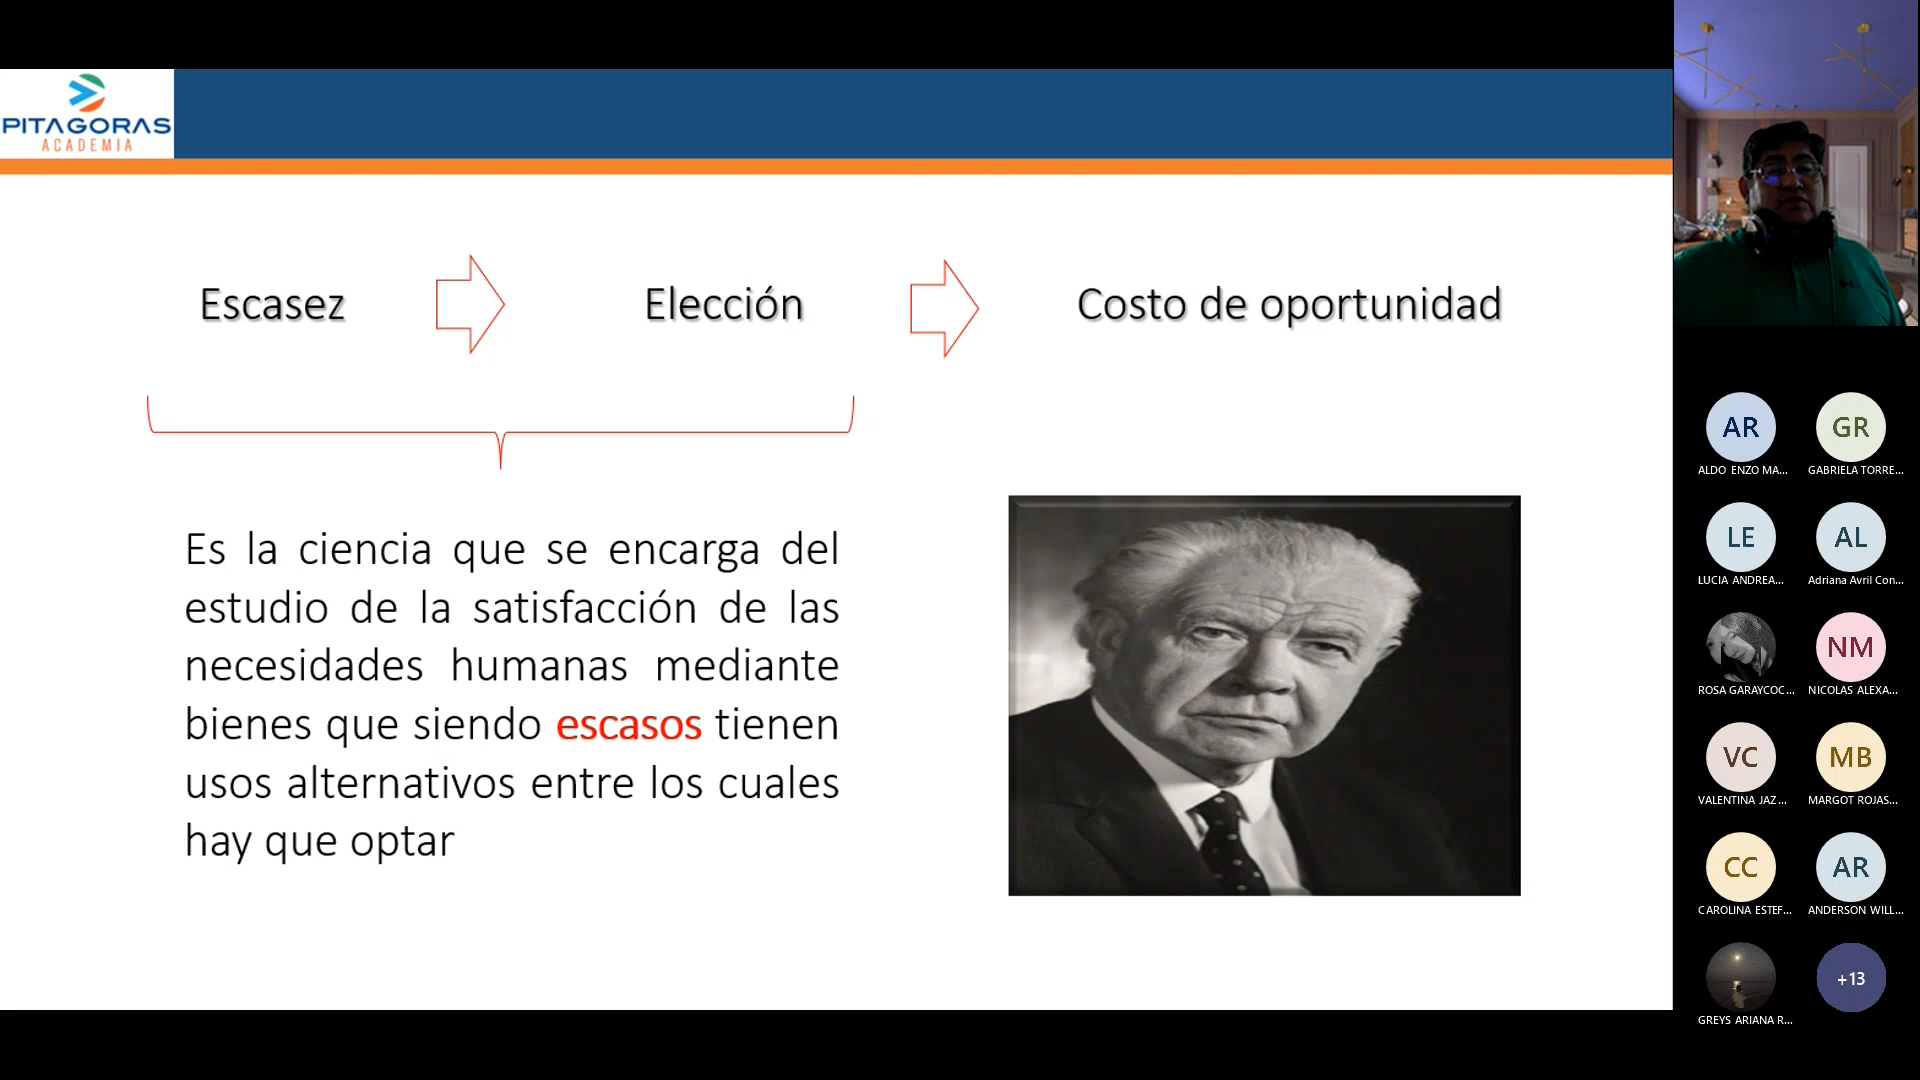 PITAGORAS
ACADEMIA
Escasez
Elección
Costo de oportunidad
Es la ciencia que se encarga del
estudio de la satisfacción de las
necesidades humanas mediante
bienes que siendo escasos tienen
usos alternativos entre los cuales
hay que optar
AR
GR
ALDO ENZO MA...
GABRIELA TORRE...
LE
AL
LUCIA ANDREA...
Adriana Avril Con...
NM
ROSA GARAYCOC...
NICOLAS ALEXA...
VC
MB
VALENTINA JAZ...
MARGOT ROJAS...
CC
AR
CAROLINA ESTEF...
ANDERSON WILL...
+13
GREYS ARIANA R...